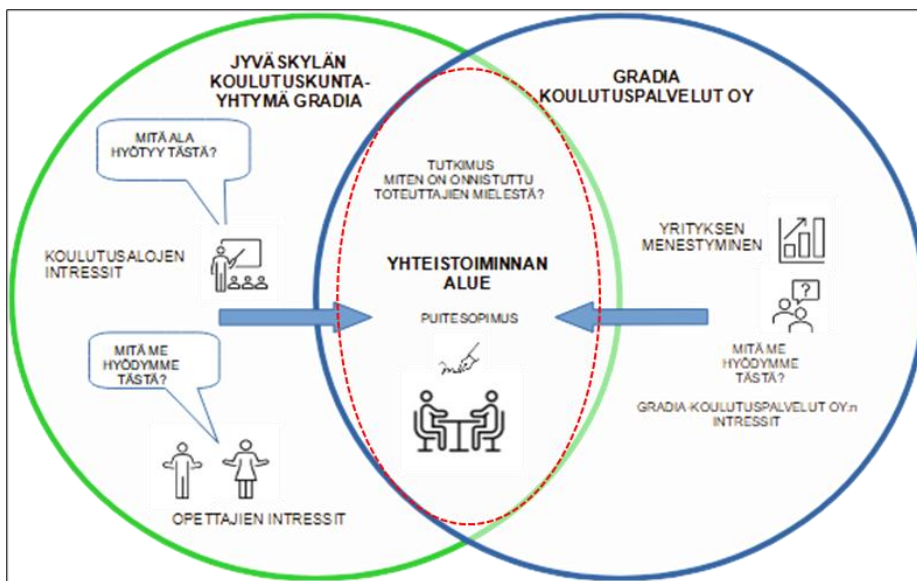 JYVÄSKYLÄN
KOULUTUSKUNTA-
YHTYMÄ GRADIA
MITÄ ALA
HYÖTYY TÄSTÄ?
KOULUTUSALOJEN
INTRESSIT
MITÄ ME
HYÖDYMME
TÄSTÄ?
OPETTAJIEN INTRESSIT
TUTKIMUS
MITEN ON ONNISTUTTU
TOTEUTTAJIEN MIELESTÄ?
YHTEISTOIMINNAN
ALUE
PUITESOPIMUS
GRADIA
KOULUTUSPALVELUT OY
YRITYKSEN
MENESTYMINEN
?
MITÄ ME
HYÖDYMME
TÄSTÄ?
GRADIA-KOULUTUSPALVELUT OY:n
INTRESSIT